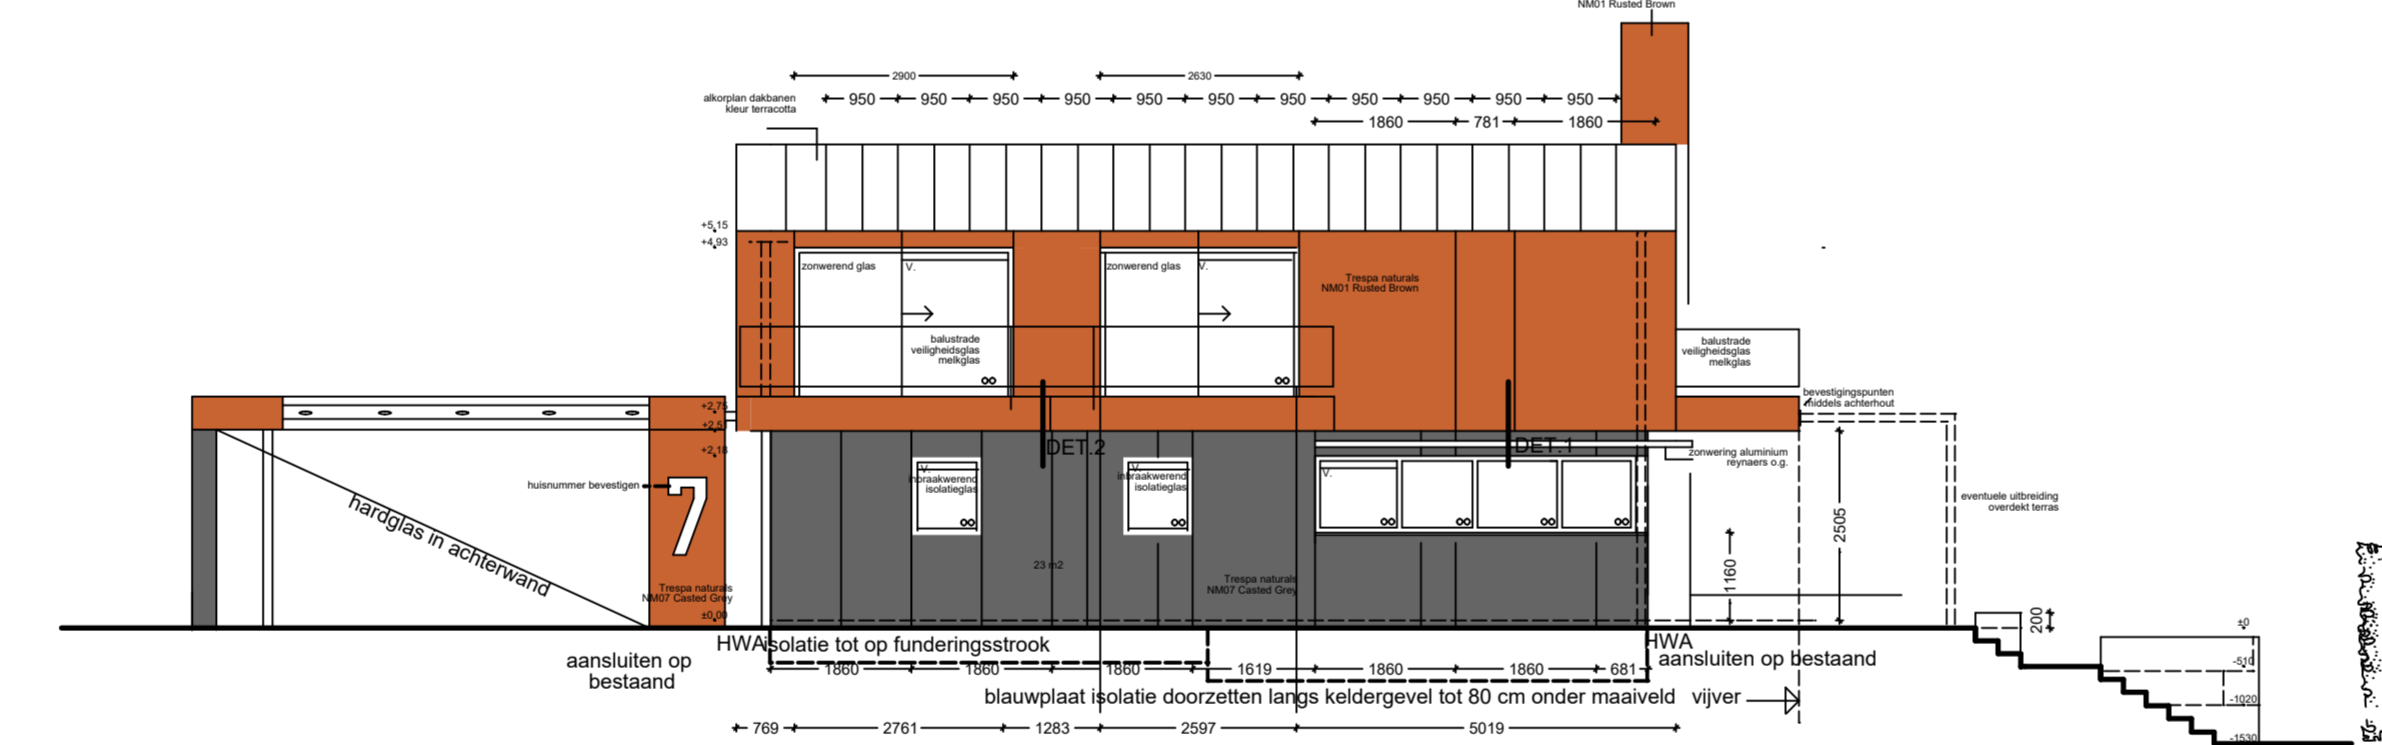 NM01 Rusted Brown
2900
2630
alkorplan dakbanen
kleur terracotta
950 950 950 950 950 950 950 950 950 950 950
1860 781 1860
+5,15
+4,93
zonwerend glas
V.
zonwerend glas
V.
Trespa naturals
NM01 Rusted Brown
balustrade
veiligheidsglas
melkglas
balustrade
veiligheidsglas
melkglas
bevestigingspunten
middels achterhout
+2,75
+2,5
+2,18
DET.2
DET.1
zonwering aluminium
reynaers o.g.
V.
inbraakwerend
isolatieglas
V.
inbraakwerend
isolatieglas
V.
huisnummer bevestigen
7
hardglas in achterwand
eventuele uitbreiding
overdekt terras
2505
1160
23 m2
Trespa naturals
NM07 Casted Grey
Trespa naturals
NM07 Casted Grey
±0,00
200
±0
HWA
isolatie tot op funderingsstrook
HWA
aansluiten op
bestaand
aansluiten op bestaand
1860 1860 1860 1619 1860 1860 681
-510
blauwplaat isolatie doorzetten langs keldergevel tot 80 cm onder maaiveld
vijver
-1020
769 2761 1283 2597 5019
-1530